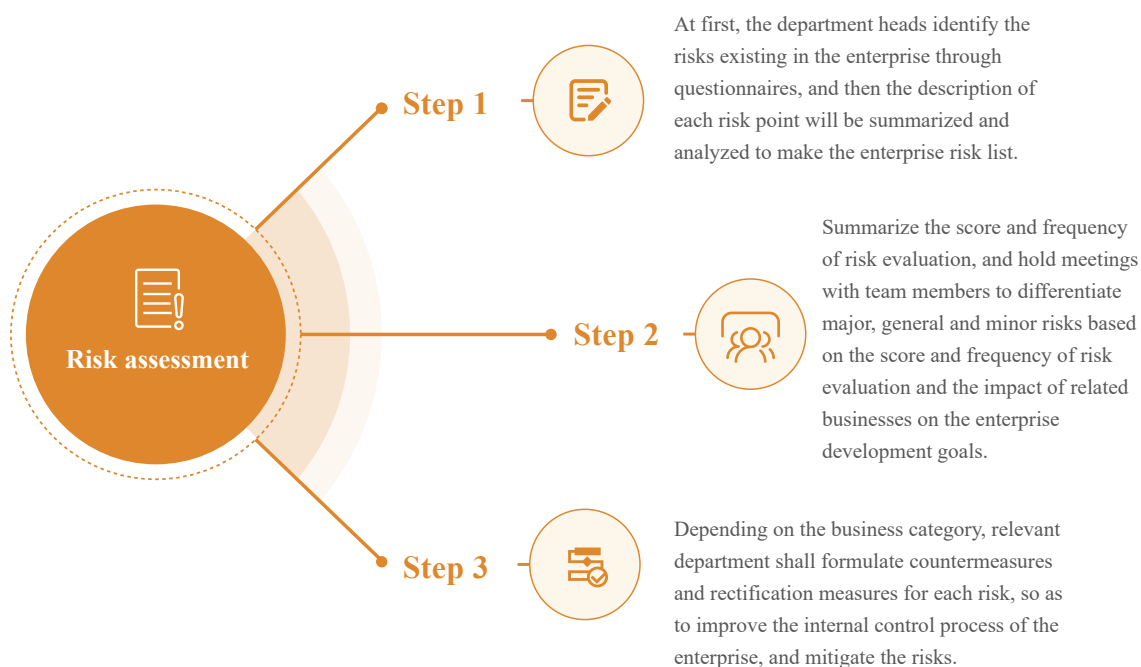 Risk assessment
Step 1
At first, the department heads identify the
risks existing in the enterprise through
questionnaires, and then the description of
each risk point will be summarized and
analyzed to make the enterprise risk list.
Step 2
Summarize the score and frequency
of risk evaluation, and hold meetings
with team members to differentiate
major, general and minor risks based
on the score and frequency of risk
evaluation and the impact of related
businesses on the enterprise
development goals.
Step 3
Depending on the business category, relevant
department shall formulate countermeasures
and rectification measures for each risk, so as
to improve the internal control process of the
enterprise, and mitigate the risks.